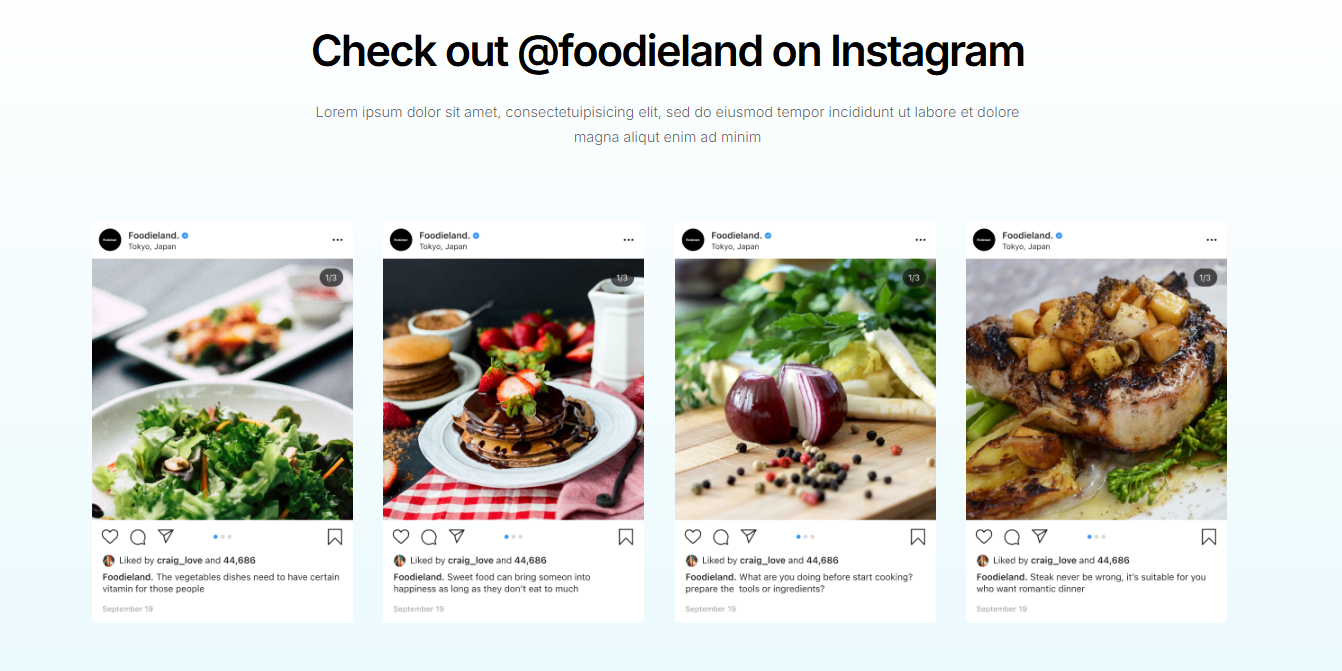 Check out @foodieland on Instagram
Lorem ipsum dolor sit amet, consectetuipisicing elit, sed do eiusmod tempor incididunt ut labore et dolore
magna aliqut enim ad minim
Foodieland.
Tokyo, Japan
1/3
Liked by craig_love and 44,686
Foodieland. The vegetables dishes need to have certain
vitamin for those people
September 19
Foodieland.
Tokyo, Japan
1/3
Liked by craig_love and 44,686
Foodieland. Sweet food can bring someon into
happiness as long as they don't eat to much
September 19
Foodieland.
Tokyo, Japan
1/3
Liked by craig_love and 44,686
Foodieland. What are you doing before start cooking?
prepare the tools or ingredients?
September 19
Foodieland.
Tokyo, Japan
1/3
Liked by craig_love and 44,686
Foodieland. Steak never be wrong, it's suitable for you
who want romantic dinner
September 19